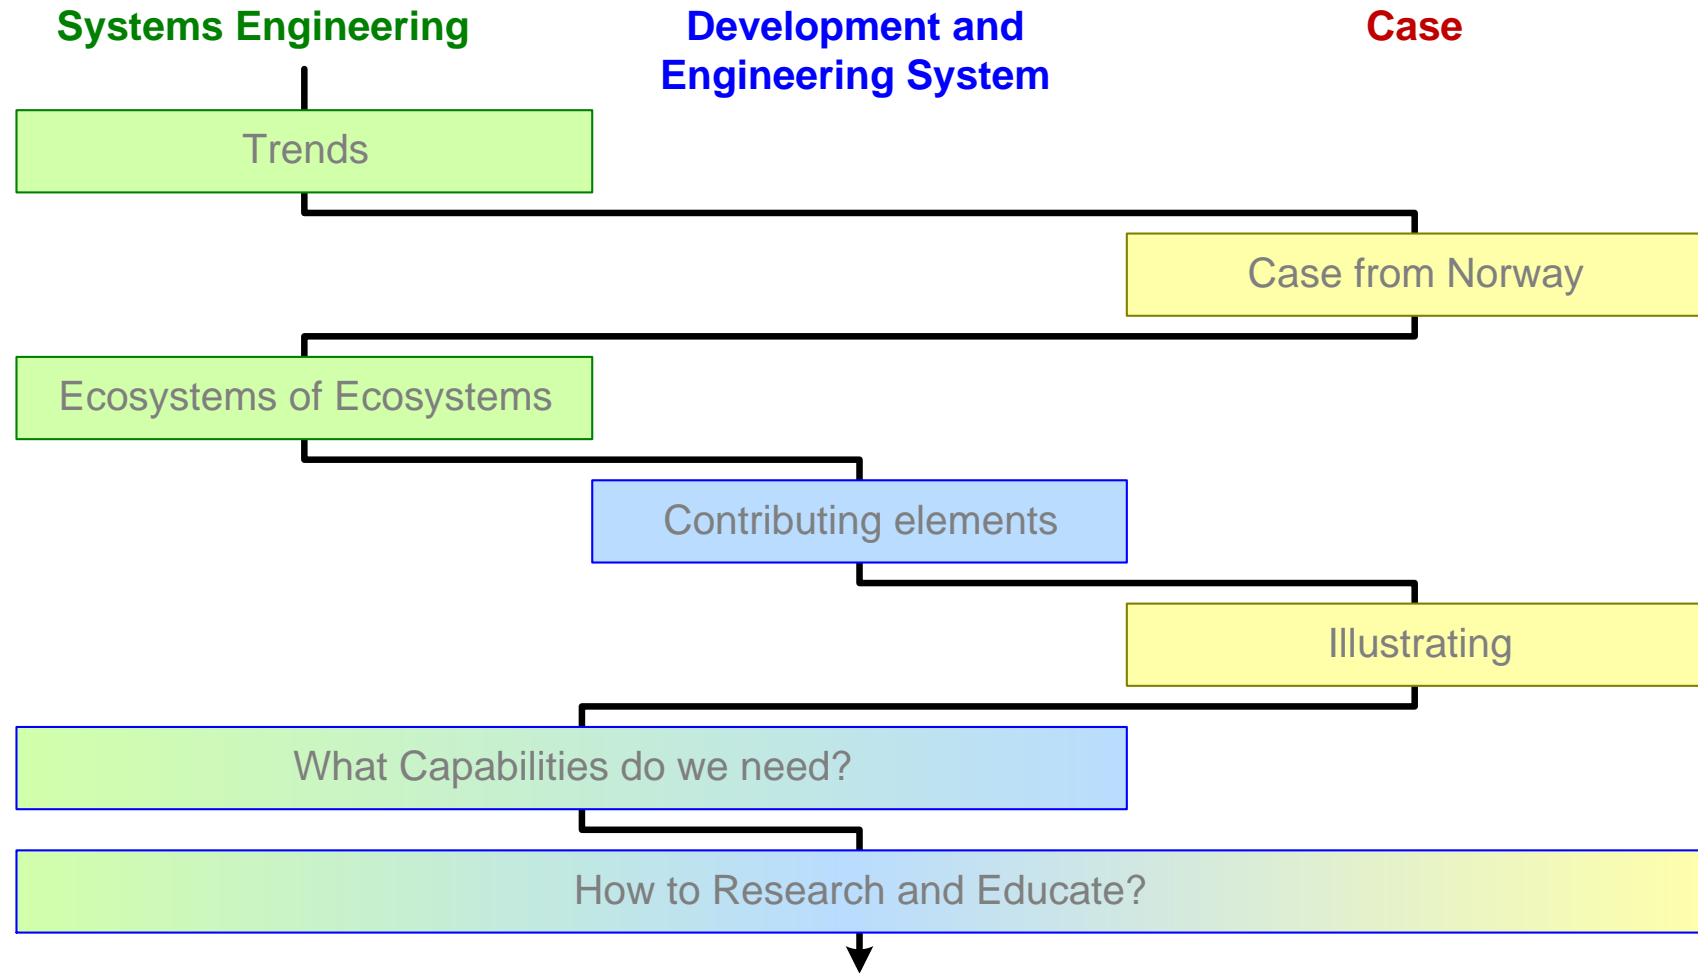 Systems Engineering
Development and
Engineering System
Case
Trends
Case from Norway
Ecosystems of Ecosystems
Contributing elements
Illustrating
What Capabilities do we need?
How to Research and Educate?